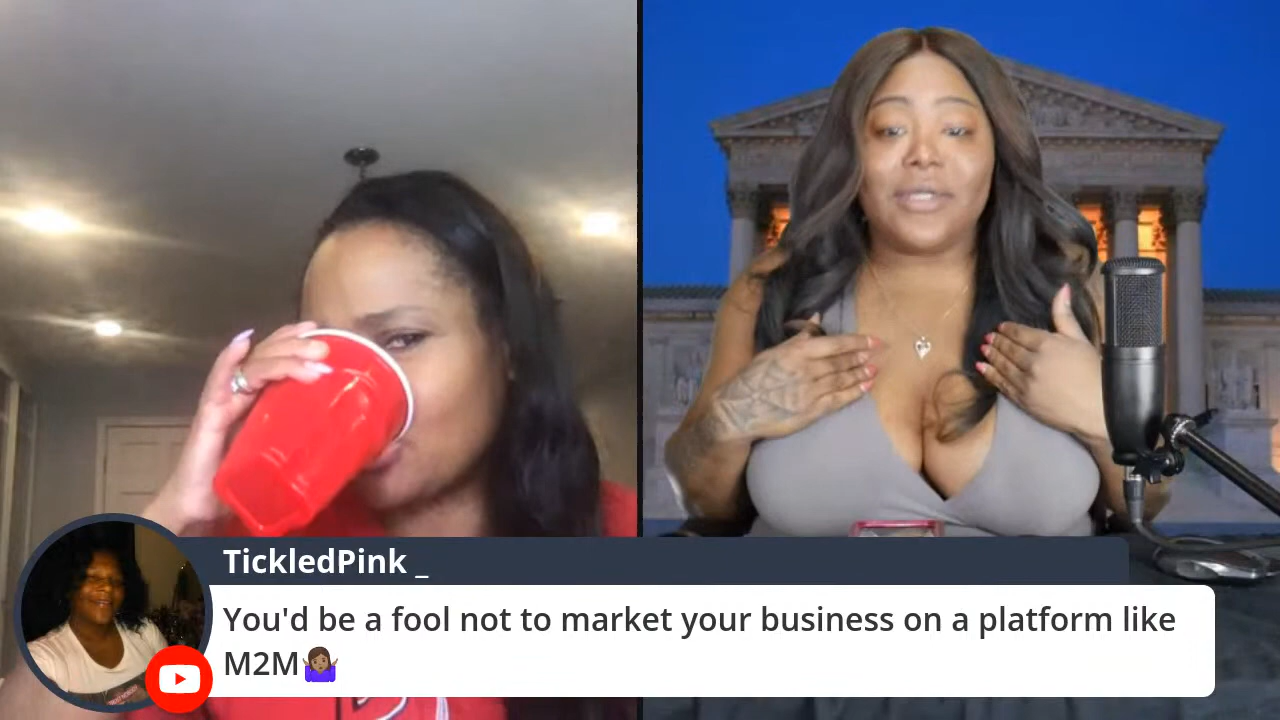 TickledPink _
You'd be a fool not to market your business on a platform like
M2M🤷🏽‍♀️